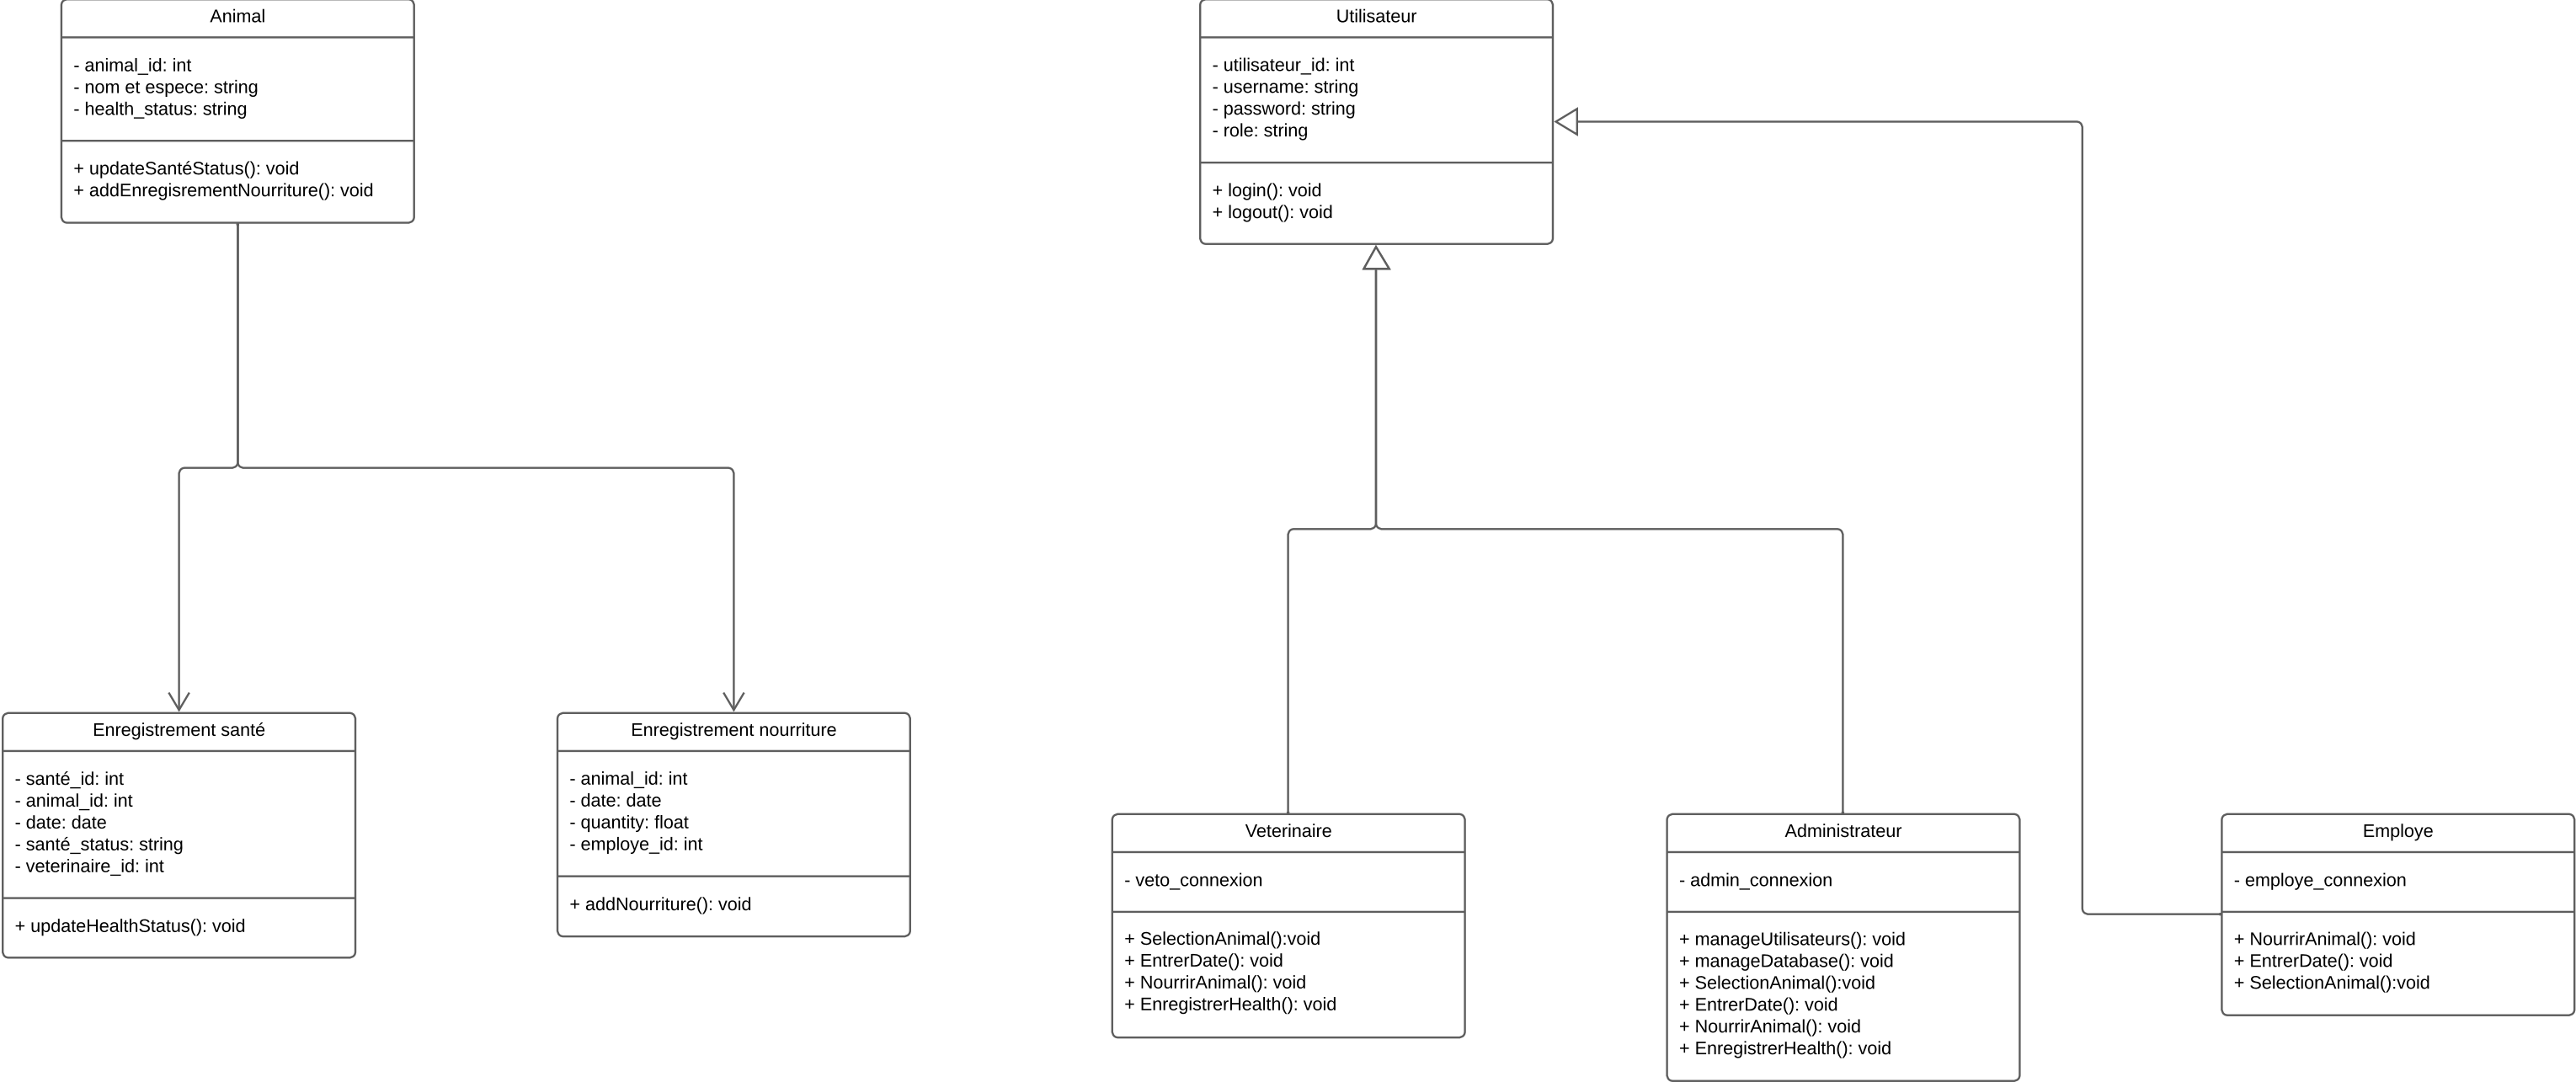 Animal
- animal_id: int
- nom et espece: string
- health_status: string
+ updateSantéStatus(): void
+ addEnregisrementNourriture(): void
Utilisateur
- utilisateur_id: int
- username: string
- password: string
- role: string
+ login(): void
+ logout(): void
Enregistrement santé
- santé_id: int
- animal_id: int
- date: date
- santé_status: string
- veterinaire_id: int
+ updateHealthStatus(): void
Enregistrement nourriture
- animal_id: int
- date: date
- quantity: float
- employe_id: int
+ addNourriture(): void
Veterinaire
- veto_connexion
+ SelectionAnimal():void
+ EntrerDate(): void
+ NourrirAnimal(): void
+ EnregistrerHealth(): void
Administrateur
- admin_connexion
+ manageUtilisateurs(): void
+ manageDatabase(): void
+ SelectionAnimal():void
+ EntrerDate(): void
+ NourrirAnimal(): void
+ EnregistrerHealth(): void
Employe
- employe_connexion
+ NourrirAnimal(): void
+ EntrerDate(): void
+ SelectionAnimal():void